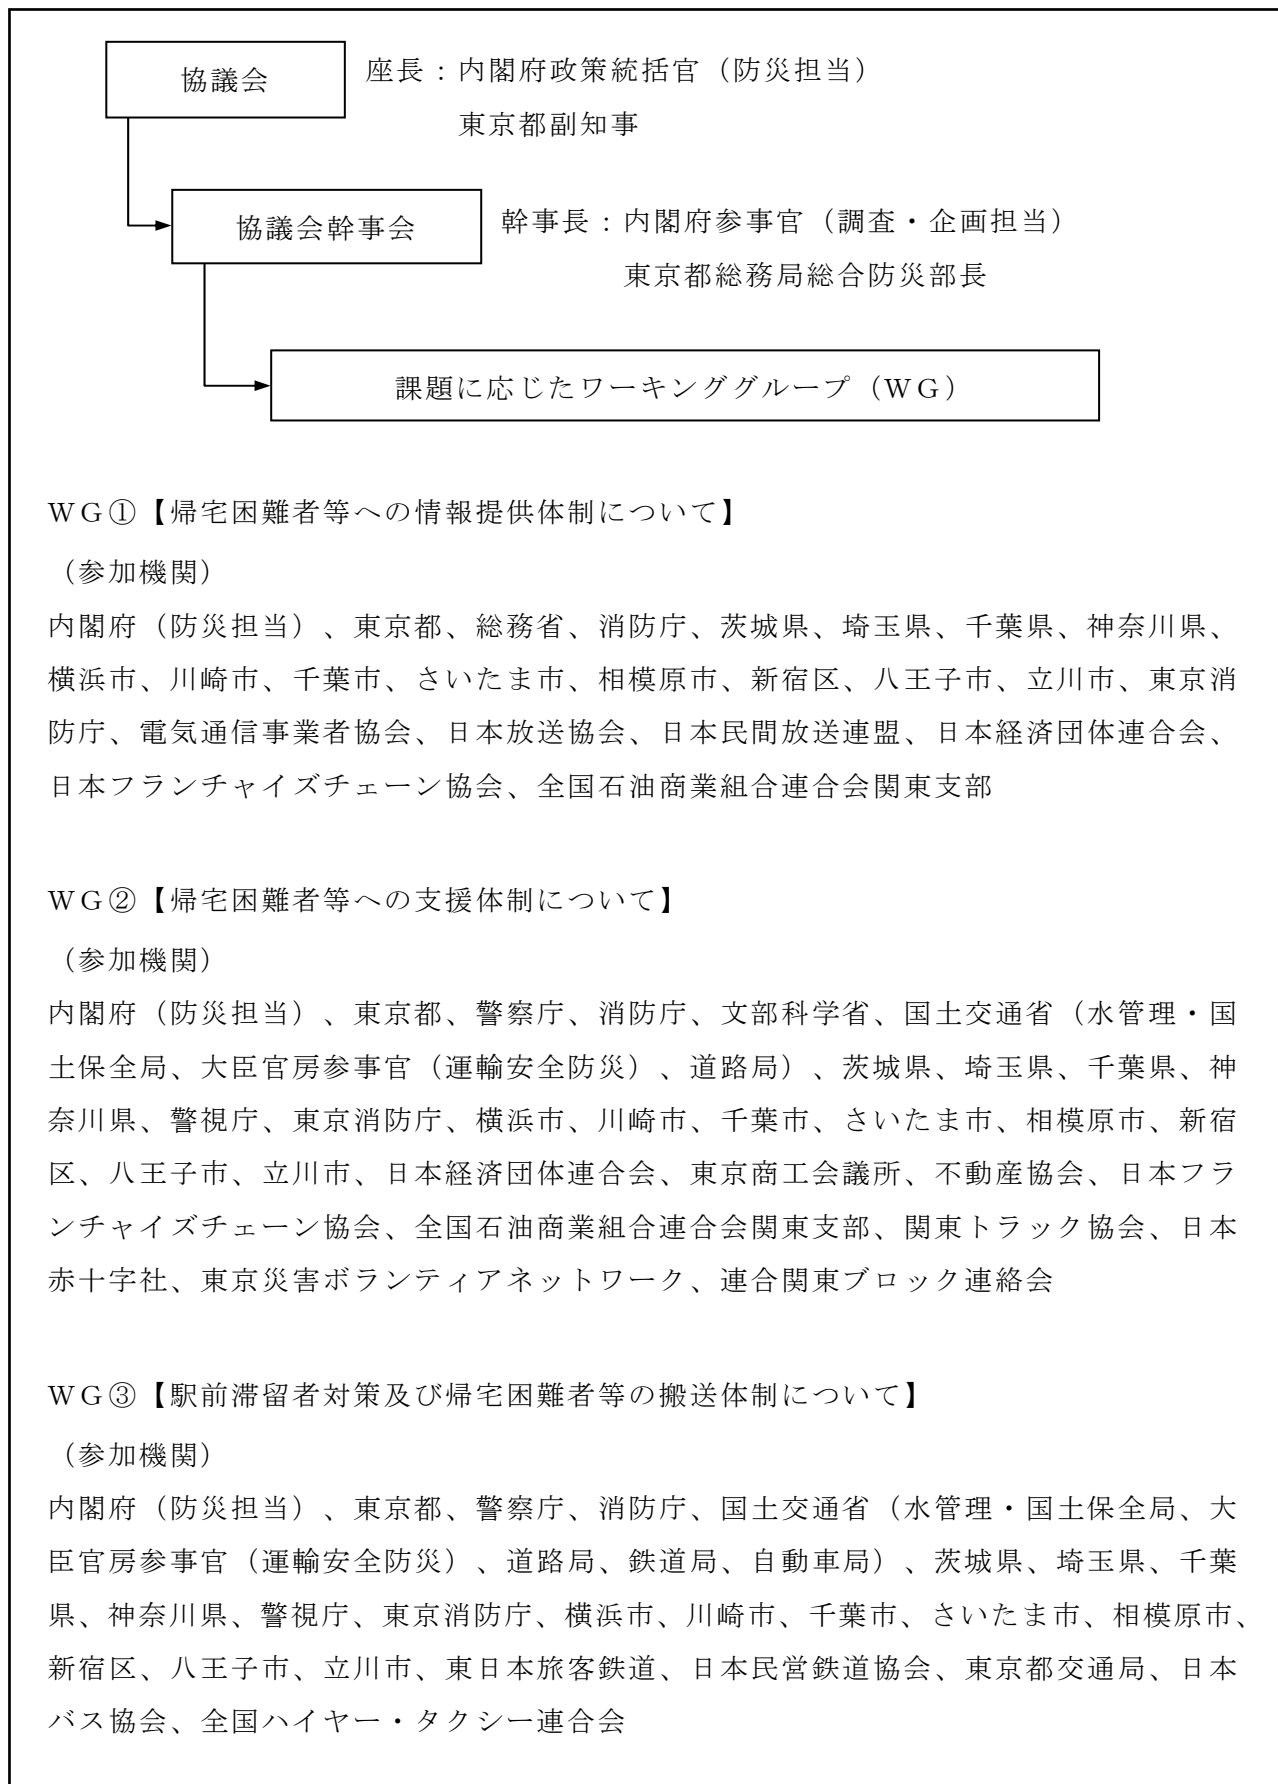 協議会
座長：内閣府政策統括官（防災担当）
東京都副知事
協議会幹事会
幹事長：内閣府参事官（調査・企画担当）
東京都総務局総合防災部長
課題に応じたワーキンググループ（ＷＧ）
ＷＧ①【帰宅困難者等への情報提供体制について】
（参加機関）
内閣府（防災担当）、東京都、総務省、消防庁、茨城県、埼玉県、千葉県、神奈川県、
横浜市、川崎市、千葉市、さいたま市、相模原市、新宿区、八王子市、立川市、東京消
防庁、電気通信事業者協会、日本放送協会、日本民間放送連盟、日本経済団体連合会、
日本フランチャイズチェーン協会、全国石油商業組合連合会関東支部
ＷＧ②【帰宅困難者等への支援体制について】
（参加機関）
内閣府（防災担当）、東京都、警察庁、消防庁、文部科学省、国土交通省（水管理・国
土保全局、大臣官房参事官（運輸安全防災）、道路局）、茨城県、埼玉県、千葉県、神
奈川県、警視庁、東京消防庁、横浜市、川崎市、千葉市、さいたま市、相模原市、新宿
区、八王子市、立川市、日本経済団体連合会、東京商工会議所、不動産協会、日本フラ
ンチャイズチェーン協会、全国石油商業組合連合会関東支部、関東トラック協会、日本
赤十字社、東京災害ボランティアネットワーク、連合関東ブロック連絡会
ＷＧ③【駅前滞留者対策及び帰宅困難者等の搬送体制について】
（参加機関）
内閣府（防災担当）、東京都、警察庁、消防庁、国土交通省（水管理・国土保全局、大
臣官房参事官（運輸安全防災）、道路局、鉄道局、自動車局）、茨城県、埼玉県、千葉
県、神奈川県、警視庁、東京消防庁、横浜市、川崎市、千葉市、さいたま市、相模原市、
新宿区、八王子市、立川市、東日本旅客鉄道、日本民営鉄道協会、東京都交通局、日本
バス協会、全国ハイヤー・タクシー連合会